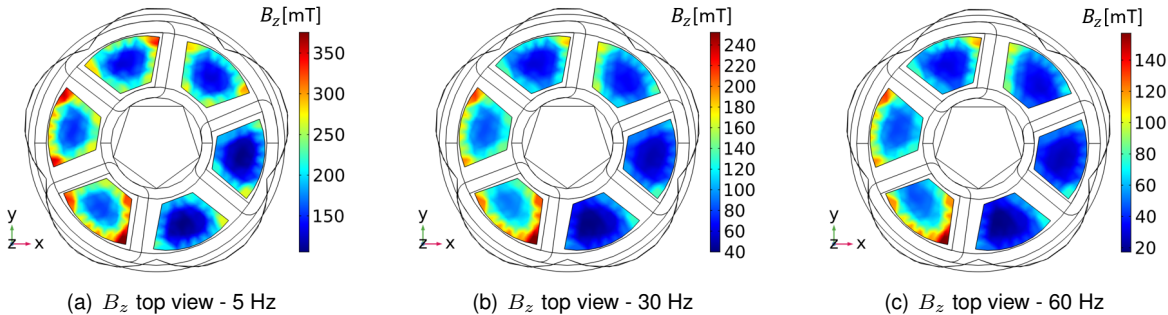 B_z[mT]
350
300
250
200
150
y
z x
(a) B_z top view - 5 Hz
B_z[mT]
240
220
200
180
160
140
120
100
80
60
40
y
z x
(b) B_z top view - 30 Hz
B_z[mT]
140
120
100
80
60
40
20
y
z x
(c) B_z top view - 60 Hz